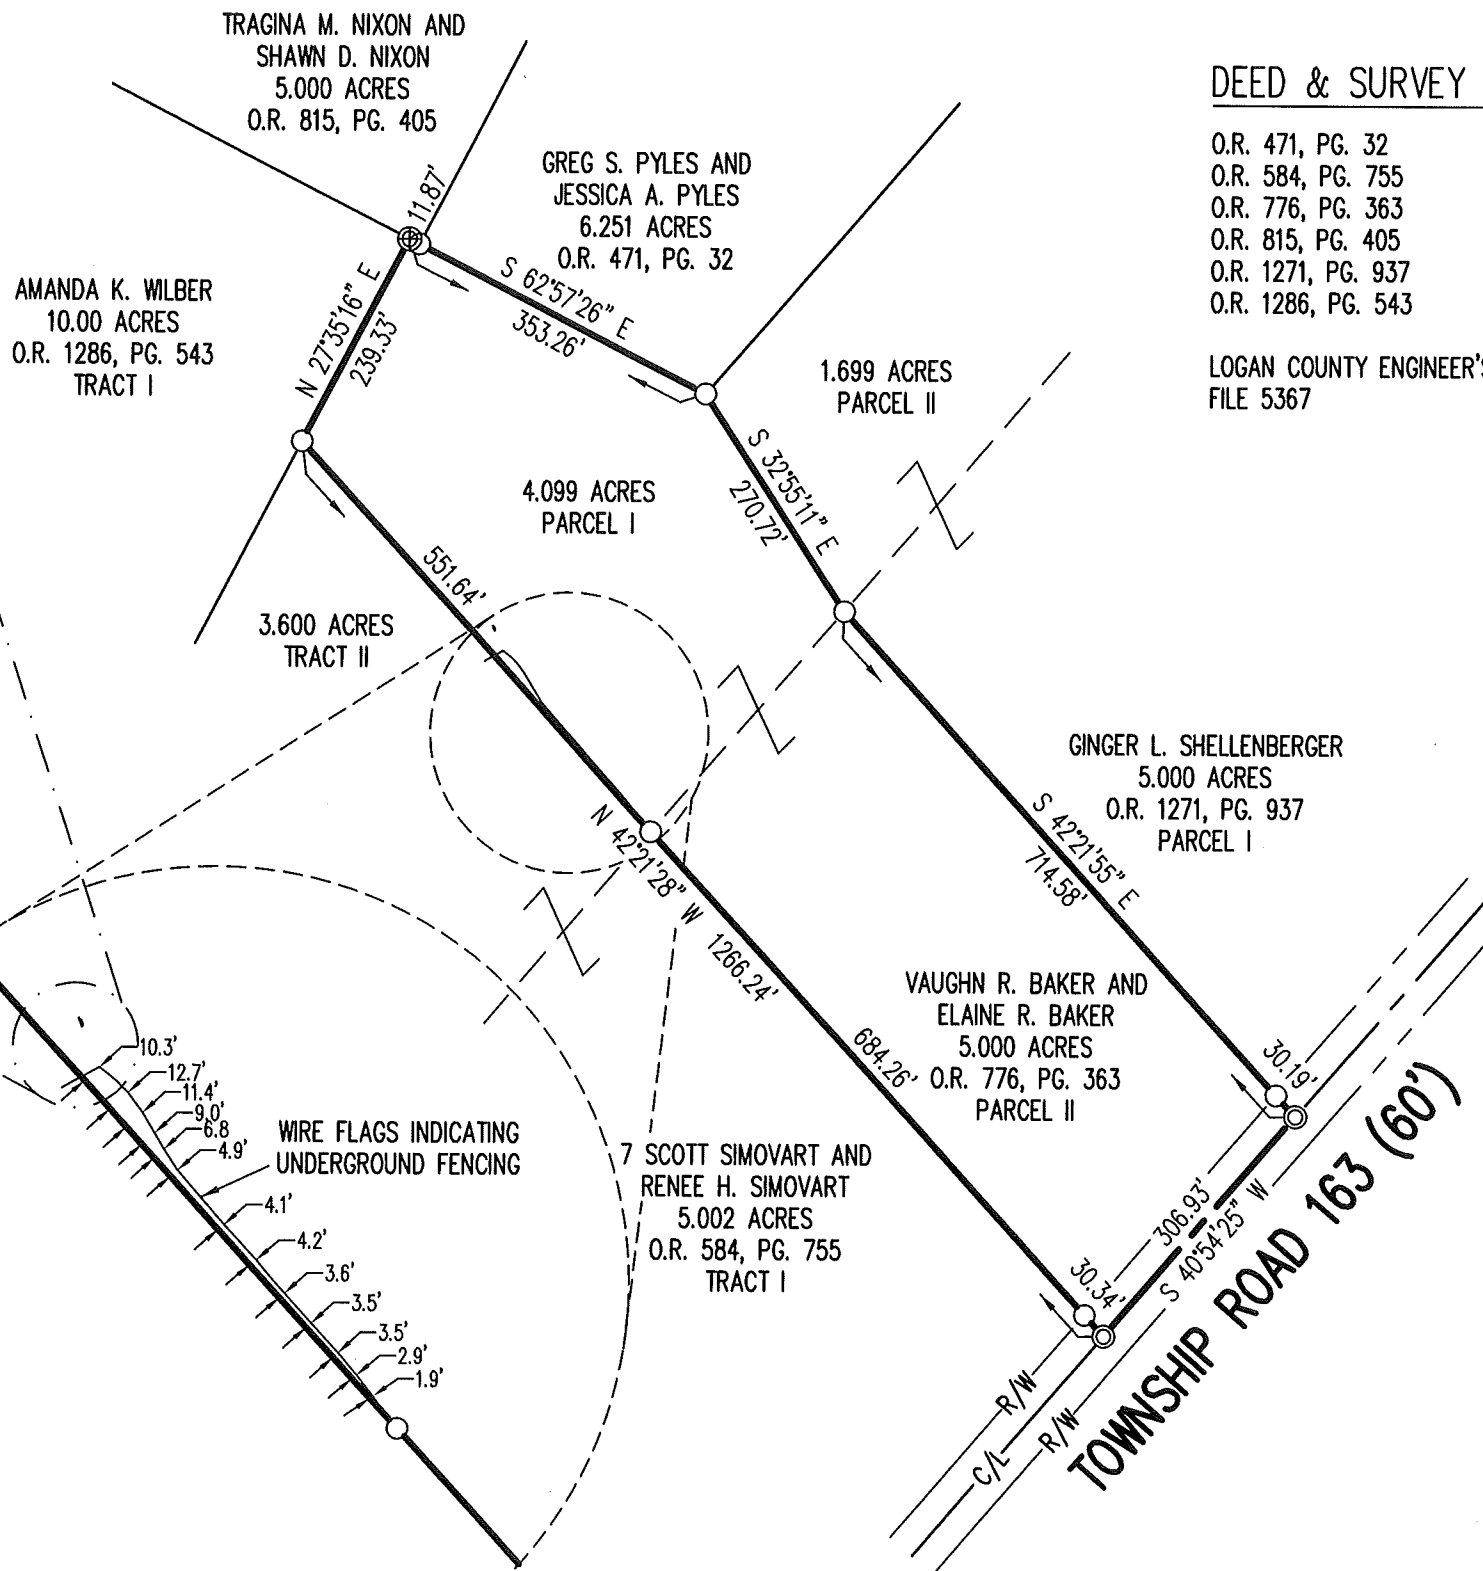 TRAGINA M. NIXON AND
SHAWN D. NIXON
5.000 ACRES
O.R. 815, PG. 405
DEED & SURVEY
O.R. 471, PG. 32
O.R. 584, PG. 755
O.R. 776, PG. 363
O.R. 815, PG. 405
O.R. 1271, PG. 937
O.R. 1286, PG. 543
LOGAN COUNTY ENGINEER'S
FILE 5367
11.87'
GREG S. PYLES AND
JESSICA A. PYLES
6.251 ACRES
O.R. 471, PG. 32
AMANDA K. WILBER
10.00 ACRES
O.R. 1286, PG. 543
TRACT I
N 27°35'16" E
239.33'
S 62°57'26" E
353.26'
1.699 ACRES
PARCEL II
S 32°55'11" E
270.72'
4.099 ACRES
PARCEL I
551.64'
3.600 ACRES
TRACT II
GINGER L. SHELLENBERGER
5.000 ACRES
O.R. 1271, PG. 937
PARCEL I
S 42°21'55" E
714.58'
N 42°21'28" W 1266.24'
VAUGHN R. BAKER AND
ELAINE R. BAKER
5.000 ACRES
O.R. 776, PG. 363
PARCEL II
684.26'
30.19'
10.3'
12.7'
11.4'
9.0'
6.8
4.9'
WIRE FLAGS INDICATING
UNDERGROUND FENCING
4.1'
4.2'
3.6'
3.5'
3.5'
2.9'
1.9'
7 SCOTT SIMOVART AND
RENEE H. SIMOVART
5.002 ACRES
O.R. 584, PG. 755
TRACT I
30.34'
306.93'
S 40°54'25" W
TOWNSHIP ROAD 163 (60')
R/W
C/L
R/W